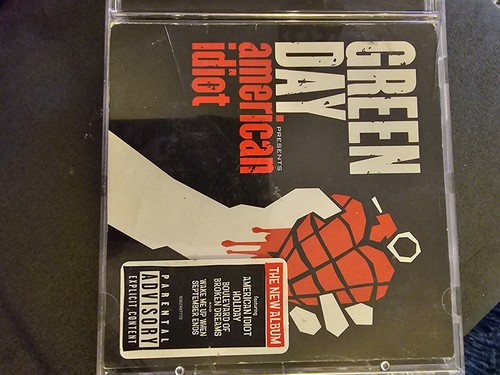 GREEN
DAY
PRESENTS
american
idiot
THE NEW ALBUM
featuring
AMERICAN IDIOT
HOLIDAY
BOULEVARD OF
BROKEN DREAMS
AND
WAKE ME UP WHEN
SEPTEMBER ENDS
PARENTAL
ADVISORY
EXPLICIT CONTENT